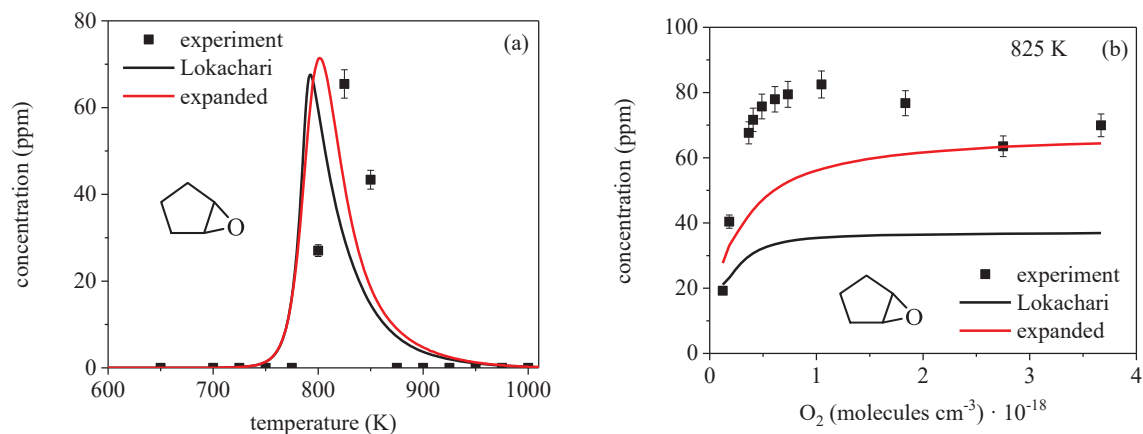 80
60
40
20
0
concentration (ppm)
experiment
Lokachari
expanded
(a)
O
600
700
800
900
1000
temperature (K)
100
80
60
40
20
0
concentration (ppm)
825 K
(b)
O
experiment
Lokachari
expanded
0
1
2
3
4
O₂ (molecules cm⁻³) · 10⁻¹⁸